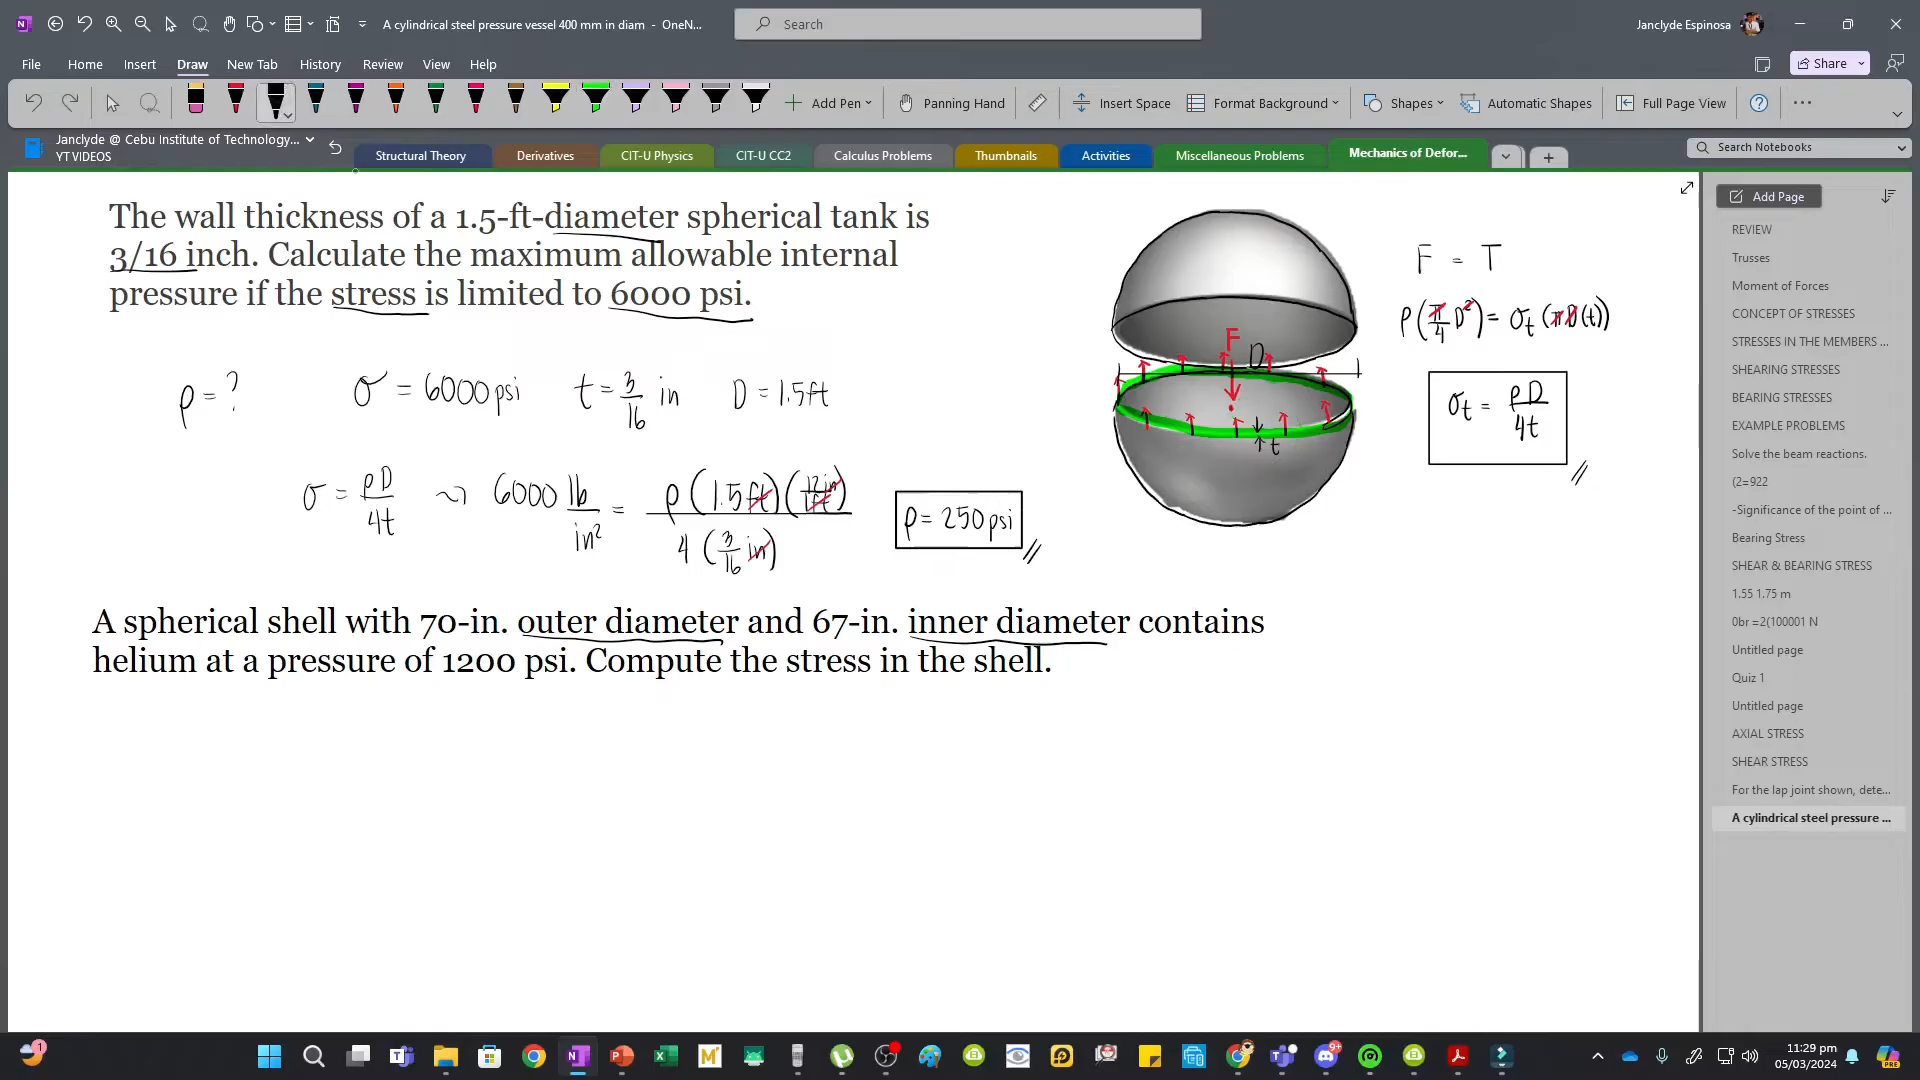 A cylindrical steel pressure vessel 400 mm in diam - OneN...
Search
Janclyde Espinosa
File Home Insert Draw New Tab History Review View Help
Share
Add Pen
Panning Hand
Insert Space
Format Background
Shapes
Automatic Shapes
Full Page View
Janclyde @ Cebu Institute of Technology...
YT VIDEOS
Structural Theory
Derivatives
CIT-U Physics
CIT-U CC2
Calculus Problems
Thumbnails
Activities
Miscellaneous Problems
Mechanics of Defor...
Search Notebooks
The wall thickness of a 1.5-ft-diameter spherical tank is
3/16 inch. Calculate the maximum allowable internal
pressure if the stress is limited to 6000 psi.
ρ = ? σ = 6000 psi t = 3/16 in D = 1.5 ft
σ = ρD/4t ~> 6000 lb/in² = ρ(1.5 ft)(12 in/1 ft) / 4(3/16 in)
ρ = 250 psi
F
D
t
F = T
ρ(π/4 D²) = σt (πD(t))
σt = ρD/4t
A spherical shell with 70-in. outer diameter and 67-in. inner diameter contains
helium at a pressure of 1200 psi. Compute the stress in the shell.
Add Page
REVIEW
Trusses
Moment of Forces
CONCEPT OF STRESSES
STRESSES IN THE MEMBERS ...
SHEARING STRESSES
BEARING STRESSES
EXAMPLE PROBLEMS
Solve the beam reactions.
(2=922
-Significance of the point of ...
Bearing Stress
SHEAR & BEARING STRESS
1.55 1.75 m
0br =2(100001 N
Untitled page
Quiz 1
Untitled page
AXIAL STRESS
SHEAR STRESS
For the lap joint shown, dete...
A cylindrical steel pressure ...
1
9+
11:29 pm
05/03/2024